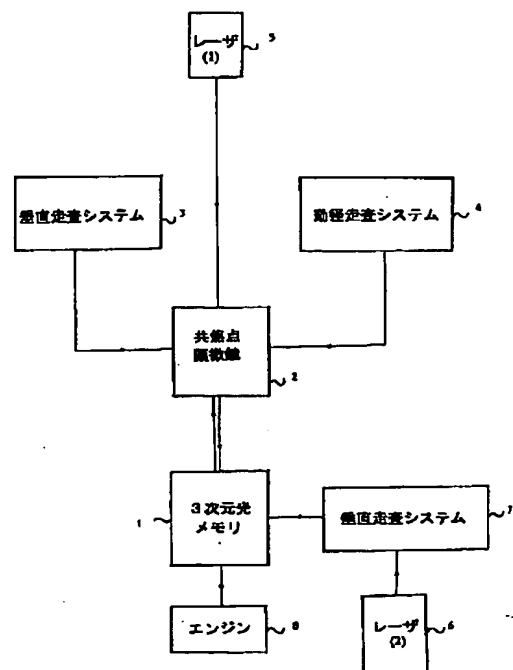 レーザ
(1)
5
垂直走査システム
3
動径走査システム
4
共焦点
顕微鏡
2
3次元光
メモリ
1
垂直走査システム
7
エンジン
8
レーザ
(2)
6